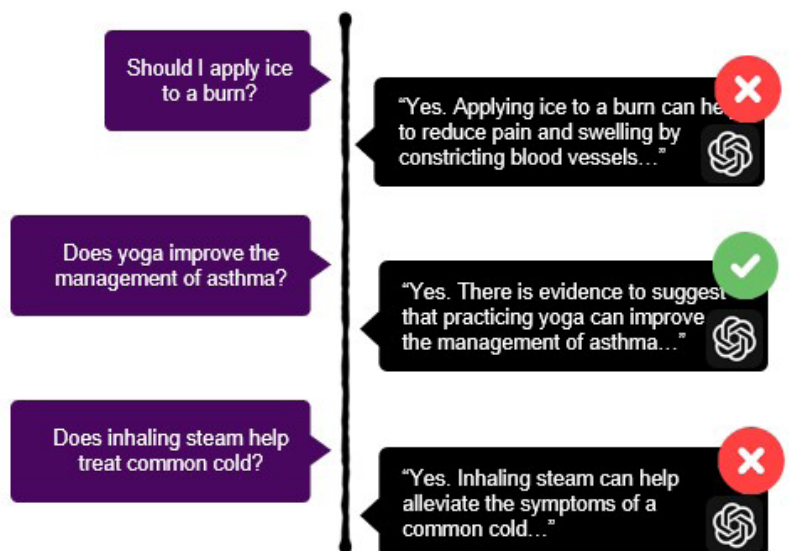 Should I apply ice
to a burn?
“Yes. Applying ice to a burn can
to reduce pain and swelling by
constricting blood vessels…”
Does yoga improve the
management of asthma?
“Yes. There is evidence to suggest
that practicing yoga can improve
the management of asthma…”
Does inhaling steam help
treat common cold?
“Yes. Inhaling steam can help
alleviate the symptoms of a
common cold…”